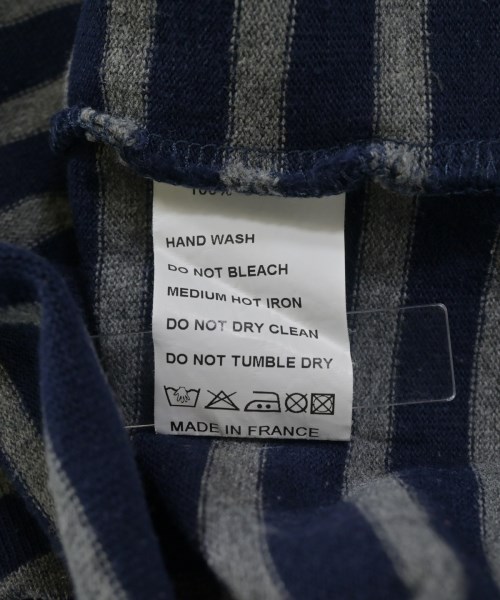 100%
HAND WASH
DO NOT BLEACH
MEDIUM HOT IRON
DO NOT DRY CLEAN
DO NOT TUMBLE DRY
MADE IN FRANCE